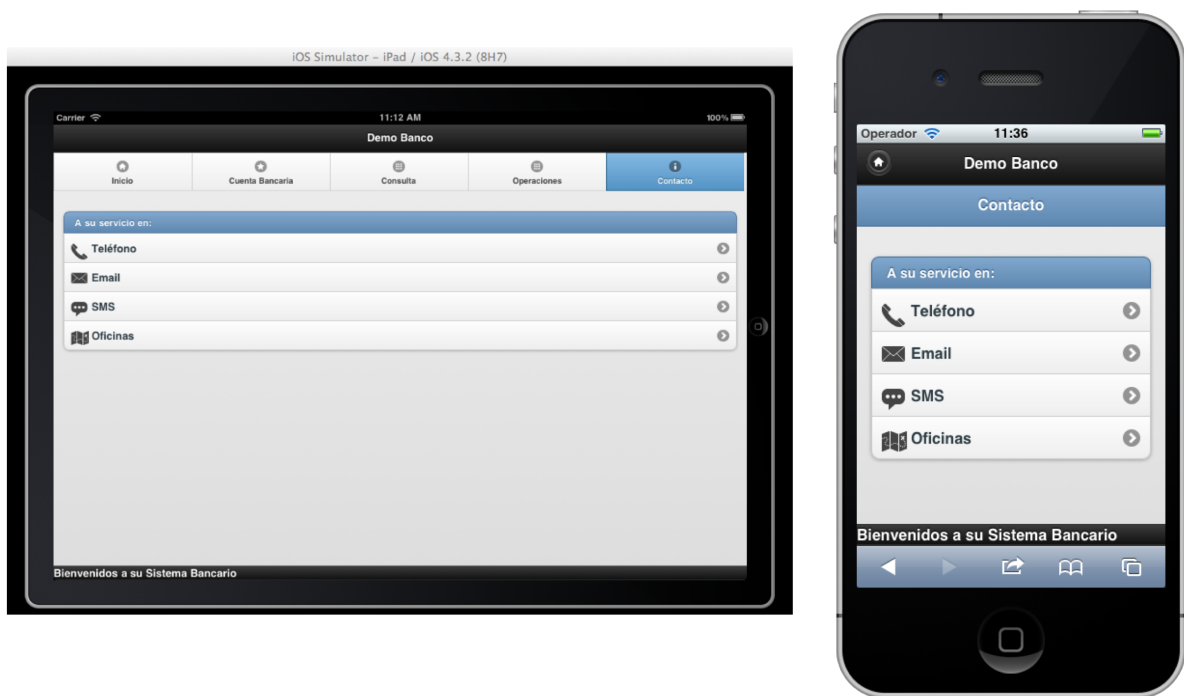 iOS Simulator – iPad / iOS 4.3.2 (8H7)
Carrier 11:12 AM 100%
Demo Banco
Inicio Cuenta Bancaria Consulta Operaciones Contacto
A su servicio en:
Teléfono
Email
SMS
Oficinas
Bienvenidos a su Sistema Bancario
Operador 11:36
Demo Banco
Contacto
A su servicio en:
Teléfono
Email
SMS
Oficinas
Bienvenidos a su Sistema Bancario